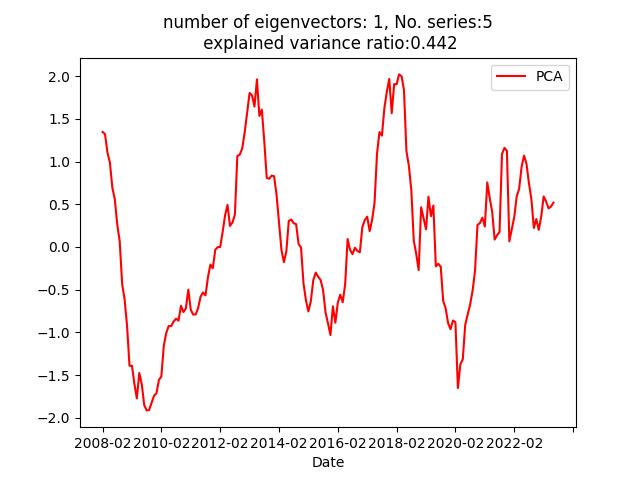 number of eigenvectors: 1, No. series:5
explained variance ratio:0.442
PCA
2.0
1.5
1.0
0.5
0.0
−0.5
−1.0
−1.5
−2.0
2008-02 2010-02 2012-02 2014-02 2016-02 2018-02 2020-02 2022-02
Date